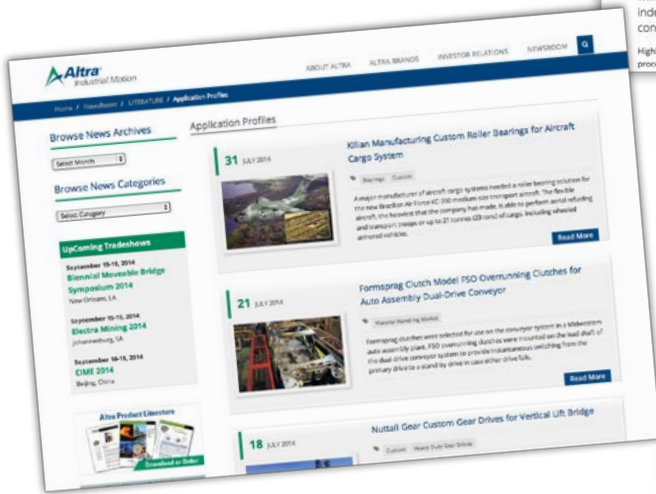 inde
con
Highl
proce
Altra
Industrial Motion
ABOUT ALTRA
ALTRA BRANDS
INVESTOR RELATIONS
NEWSROOM
Home / Newsroom / LITERATURE / Application Profiles
Browse News Archives
Select Month
Browse News Categories
Select Category
UpComing Tradeshows
September 15-18, 2014
Biennial Moveable Bridge
Symposium 2014
New Orleans, LA
September 15-19, 2014
Electra Mining 2014
Johannesburg, SA
September 16-18, 2014
CIME 2014
Beijing, China
Altra Product Literature
Download or Order
Application Profiles
31 JULY 2014
Kilian Manufacturing Custom Roller Bearings for Aircraft
Cargo System
Bearings Custom
A major manufacturer of aircraft cargo systems needed a roller bearing solution for
the new Brazilian Air Force KC-390 medium-size transport aircraft. The flexible
aircraft, the heaviest that the company has made, is able to perform aerial refueling
and transport troops or up to 21 tonnes (23 tons) of cargo, including wheeled
armored vehicles.
Read More
21 JULY 2014
Formsprag Clutch Model FSO Overrunning Clutches for
Auto Assembly Dual-Drive Conveyor
Material Handling Market
Formsprag clutches were selected for use on the conveyor system in a Midwestern
auto assembly plant. FSO overrunning clutches were mounted on the head shaft of
the dual-drive conveyor system to provide instantaneous switching from the
primary drive to a stand-by drive in case either drive fails.
Read More
18 JULY 2014
Nuttall Gear Custom Gear Drives for Vertical Lift Bridge
Custom Heavy Duty Gear Drives